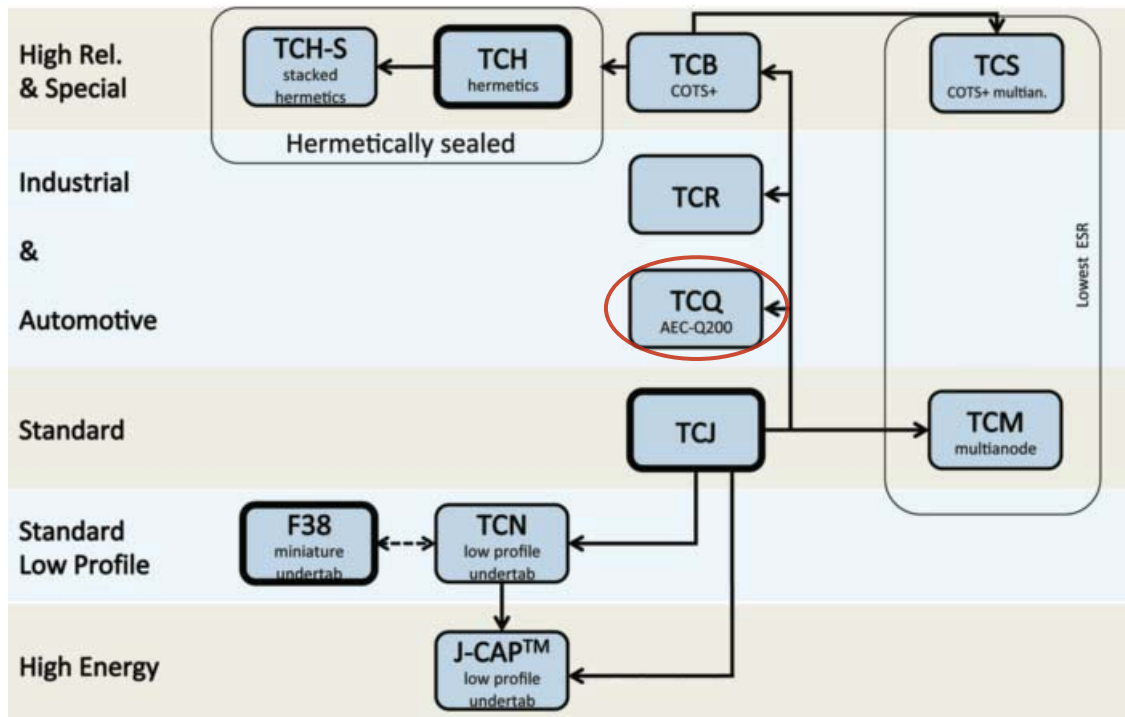 High Rel.
& Special
TCH-S
stacked
hermetics
TCH
hermetics
TCB
COTS+
TCS
COTS+ multian.
Hermetically sealed
Industrial
&
Automotive
TCR
TCQ
AEC-Q200
Lowest ESR
Standard
TCJ
TCM
multianode
Standard
Low Profile
F38
miniature
undertab
TCN
low profile
undertab
High Energy
J-CAP™
low profile
undertab